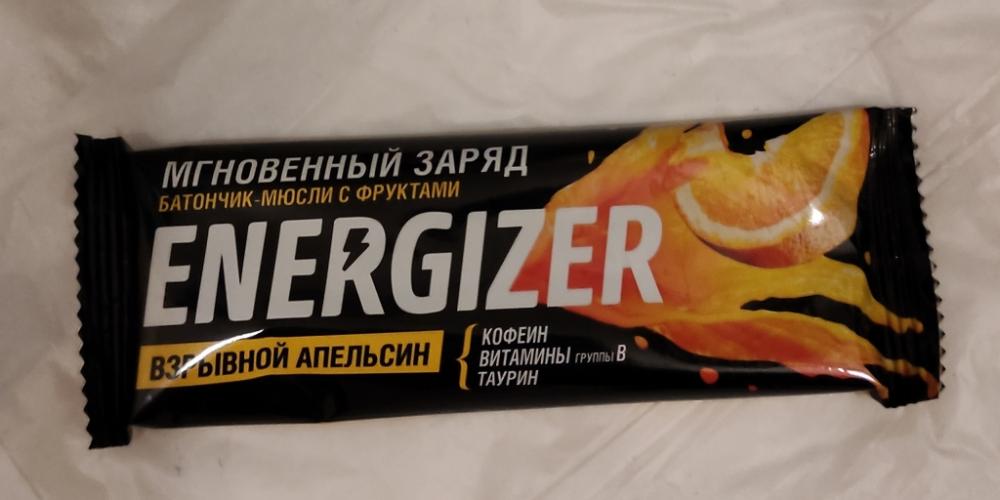 МГНОВЕННЫЙ ЗАРЯД
БАТОНЧИК-МЮСЛИ С ФРУКТАМИ
ENERGIZER
ВЗРЫВНОЙ АПЕЛЬСИН
КОФЕИН
ВИТАМИНЫ ГРУППЫ В
ТАУРИН